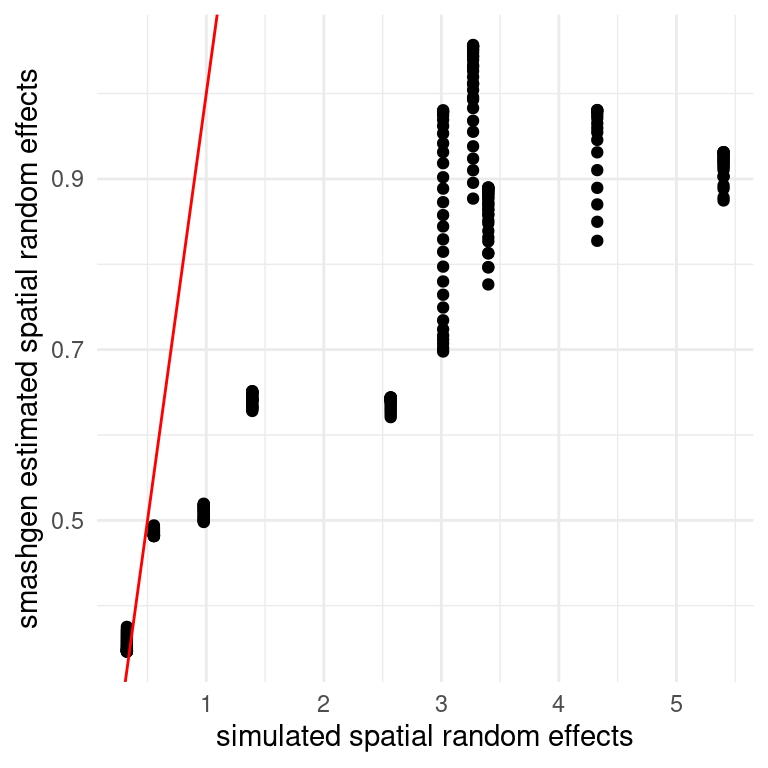 smashgen estimated spatial random effects
0.9
0.7
0.5
1 2 3 4 5
simulated spatial random effects